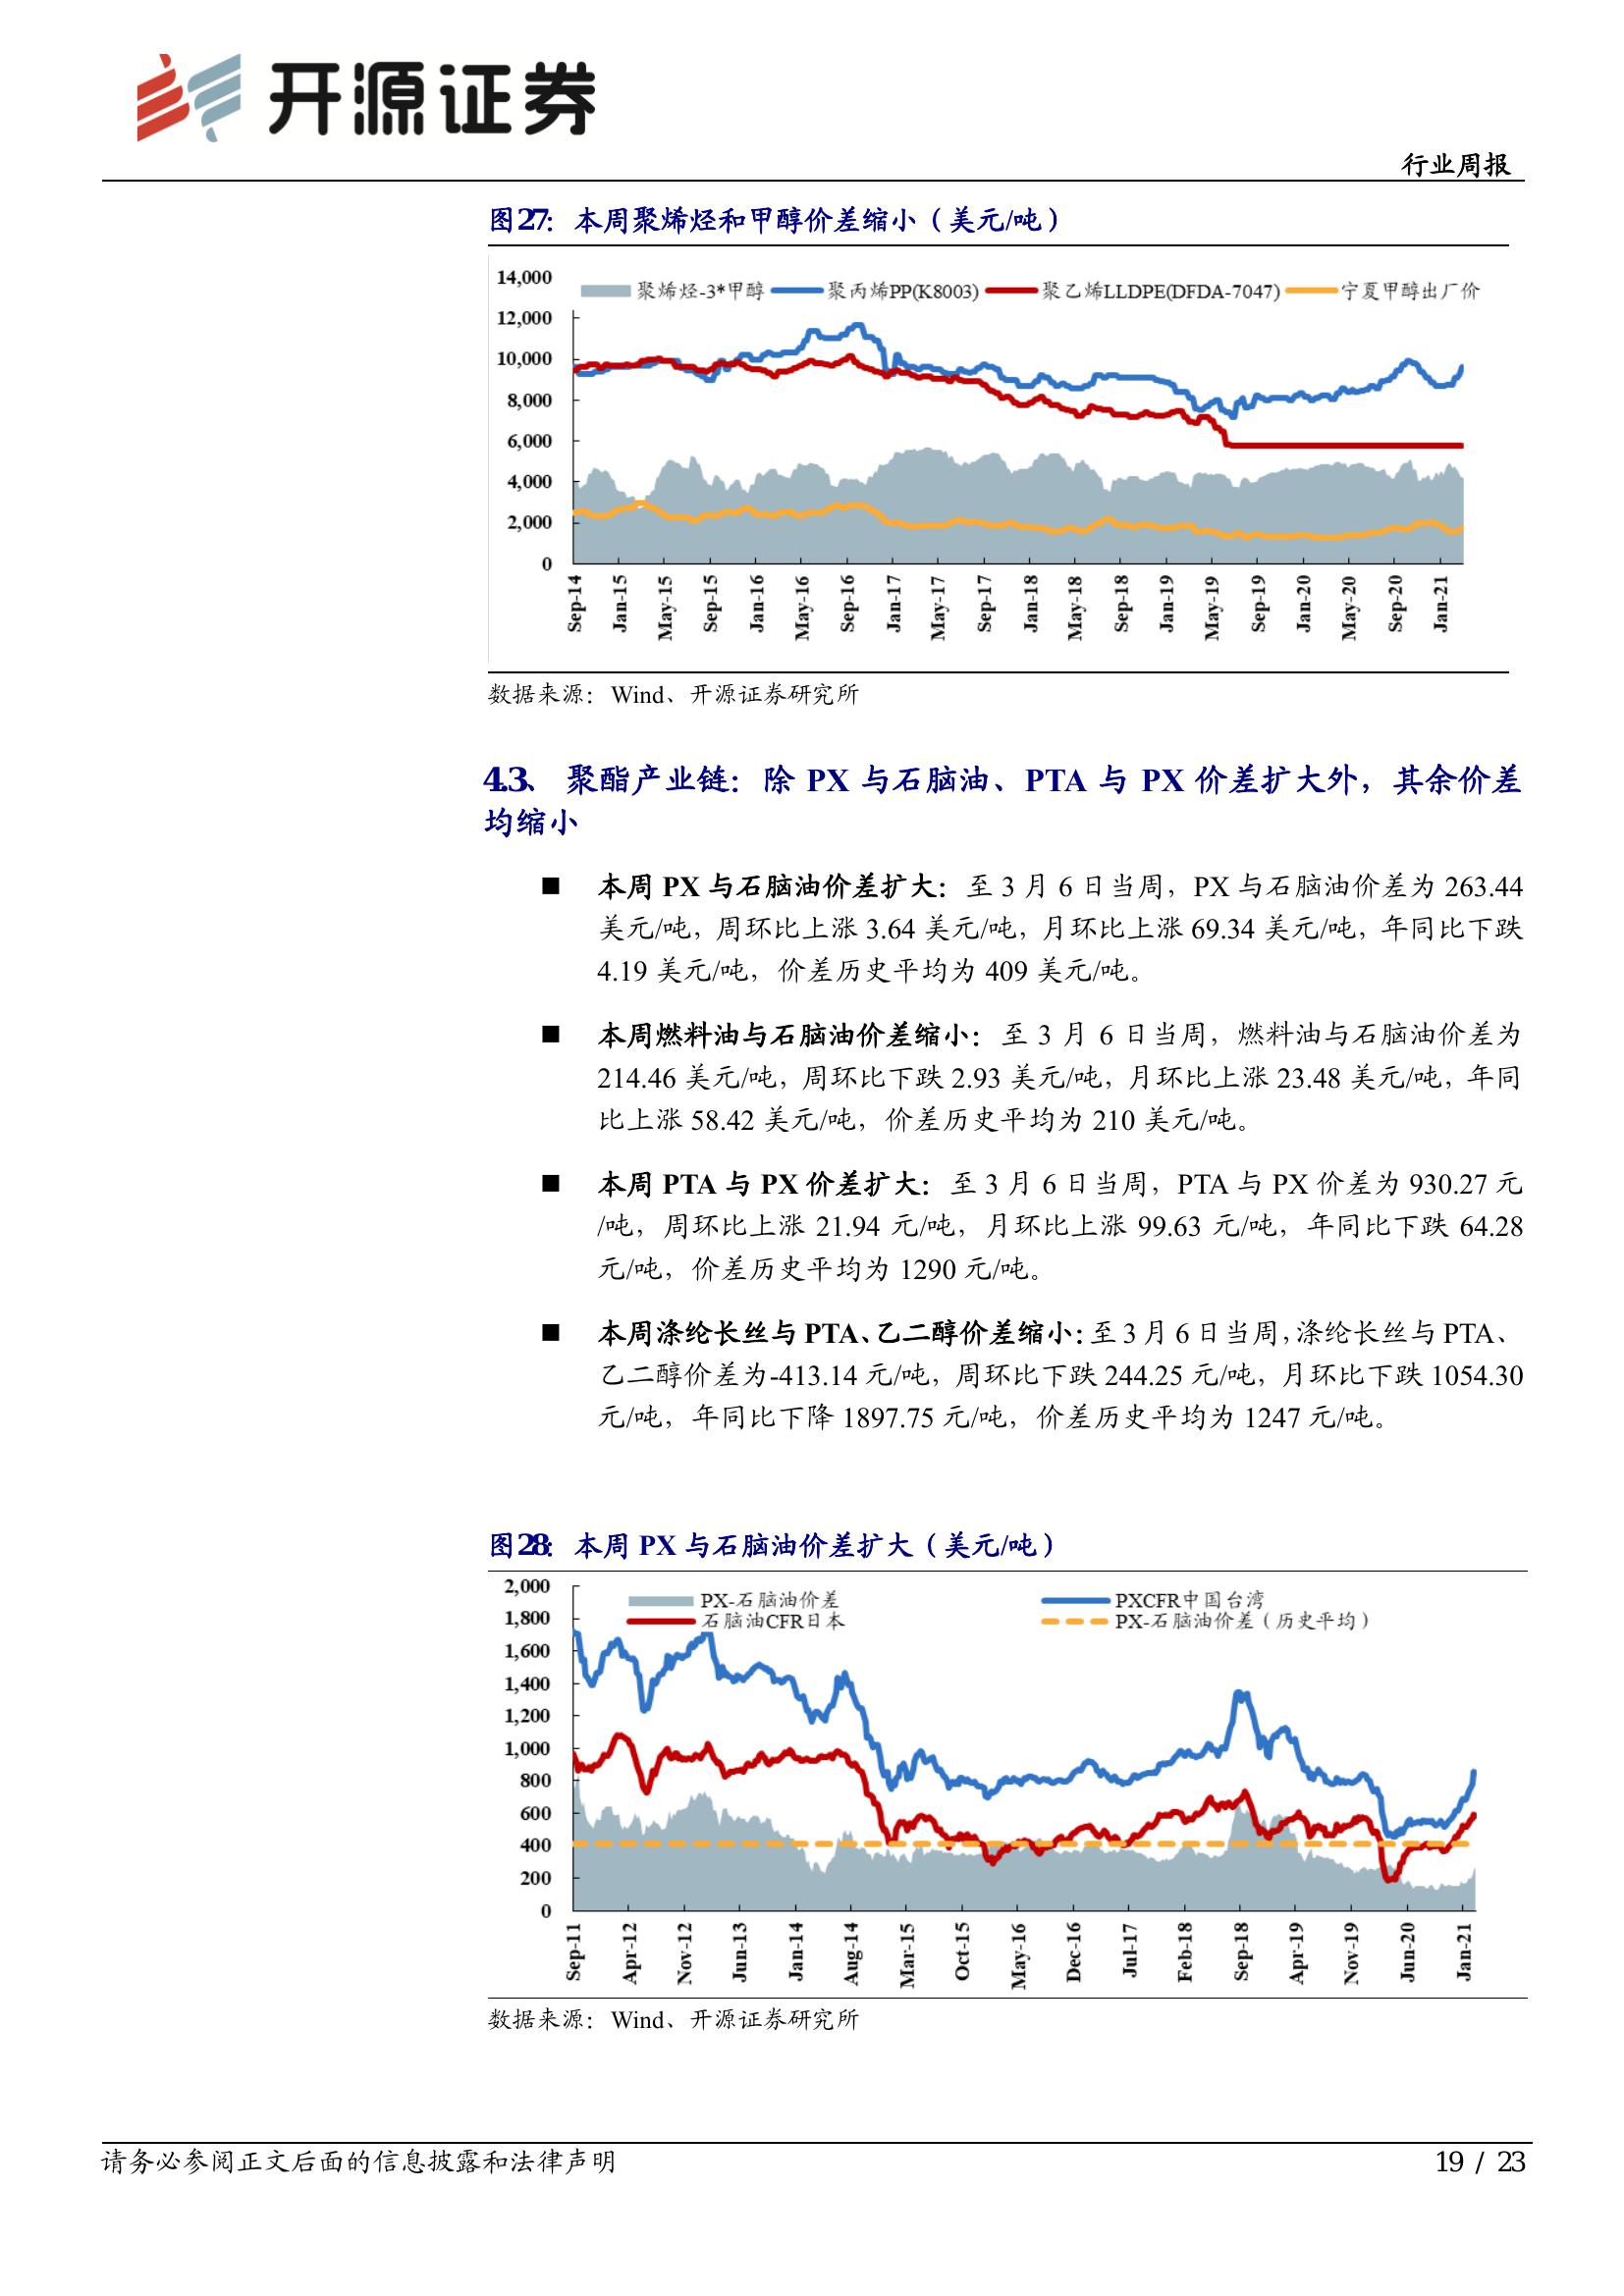 开源证券
行业周报
图27：本周聚烯烃和甲醇价差缩小（美元/吨）
14,000
12,000
10,000
8,000
6,000
4,000
2,000
0
聚烯烃-3*甲醇 聚丙烯PP(K8003) 聚乙烯LLDPE(DFDA-7047) 宁夏甲醇出厂价
Sep-14 Jan-15 May-15 Sep-15 Jan-16 May-16 Sep-16 Jan-17 May-17 Sep-17 Jan-18 May-18 Sep-18 Jan-19 May-19 Sep-19 Jan-20 May-20 Sep-20 Jan-21
数据来源：Wind、开源证券研究所
4.3、 聚酯产业链：除 PX 与石脑油、PTA 与 PX 价差扩大外，其余价差
均缩小
■ 本周 PX 与石脑油价差扩大：至 3 月 6 日当周，PX 与石脑油价差为 263.44
美元/吨，周环比上涨 3.64 美元/吨，月环比上涨 69.34 美元/吨，年同比下跌
4.19 美元/吨，价差历史平均为 409 美元/吨。
■ 本周燃料油与石脑油价差缩小：至 3 月 6 日当周，燃料油与石脑油价差为
214.46 美元/吨，周环比下跌 2.93 美元/吨，月环比上涨 23.48 美元/吨，年同
比上涨 58.42 美元/吨，价差历史平均为 210 美元/吨。
■ 本周 PTA 与 PX 价差扩大：至 3 月 6 日当周，PTA 与 PX 价差为 930.27 元
/吨，周环比上涨 21.94 元/吨，月环比上涨 99.63 元/吨，年同比下跌 64.28
元/吨，价差历史平均为 1290 元/吨。
■ 本周涤纶长丝与 PTA、乙二醇价差缩小：至 3 月 6 日当周，涤纶长丝与 PTA、
乙二醇价差为-413.14 元/吨，周环比下跌 244.25 元/吨，月环比下跌 1054.30
元/吨，年同比下降 1897.75 元/吨，价差历史平均为 1247 元/吨。
图28：本周 PX 与石脑油价差扩大（美元/吨）
2,000
1,800
1,600
1,400
1,200
1,000
800
600
400
200
0
PX-石脑油价差 PXCFR中国台湾
石脑油CFR日本 PX-石脑油价差（历史平均）
Sep-11 Apr-12 Nov-12 Jun-13 Jan-14 Aug-14 Mar-15 Oct-15 May-16 Dec-16 Jul-17 Feb-18 Sep-18 Apr-19 Nov-19 Jun-20 Jan-21
数据来源：Wind、开源证券研究所
请务必参阅正文后面的信息披露和法律声明
19 / 23